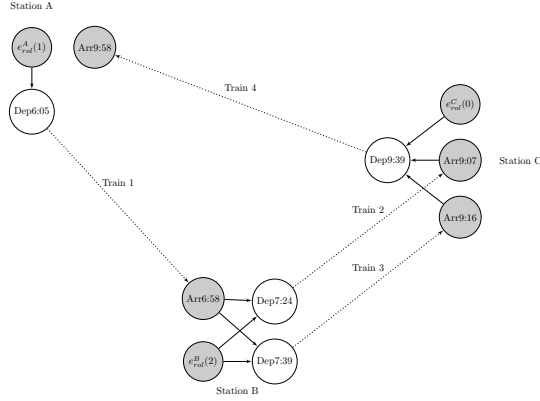 Station A
e^A_rol(1)
Arr9:58
Dep6:05
Train 4
e^C_rol(0)
Dep9:39
Arr9:07
Station C
Train 1
Train 2
Arr9:16
Train 3
Arr6:58
Dep7:24
e^B_rol(2)
Dep7:39
Station B